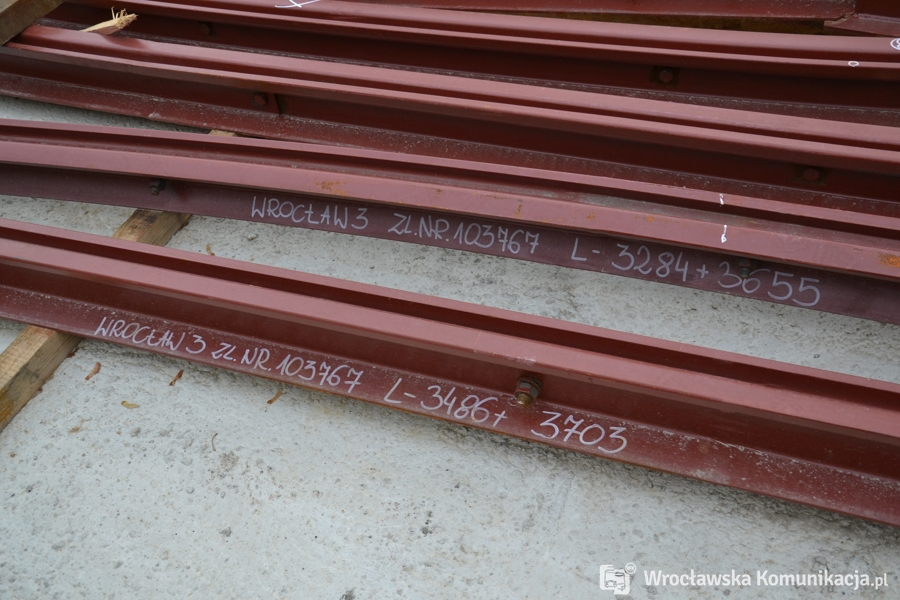 WROCŁAW 3 ZL.NR.103767 L-3284+3655
WROCŁAW 3 ZL.NR.103767 L-3486+ 3703
Wrocławska Komunikacja.pl